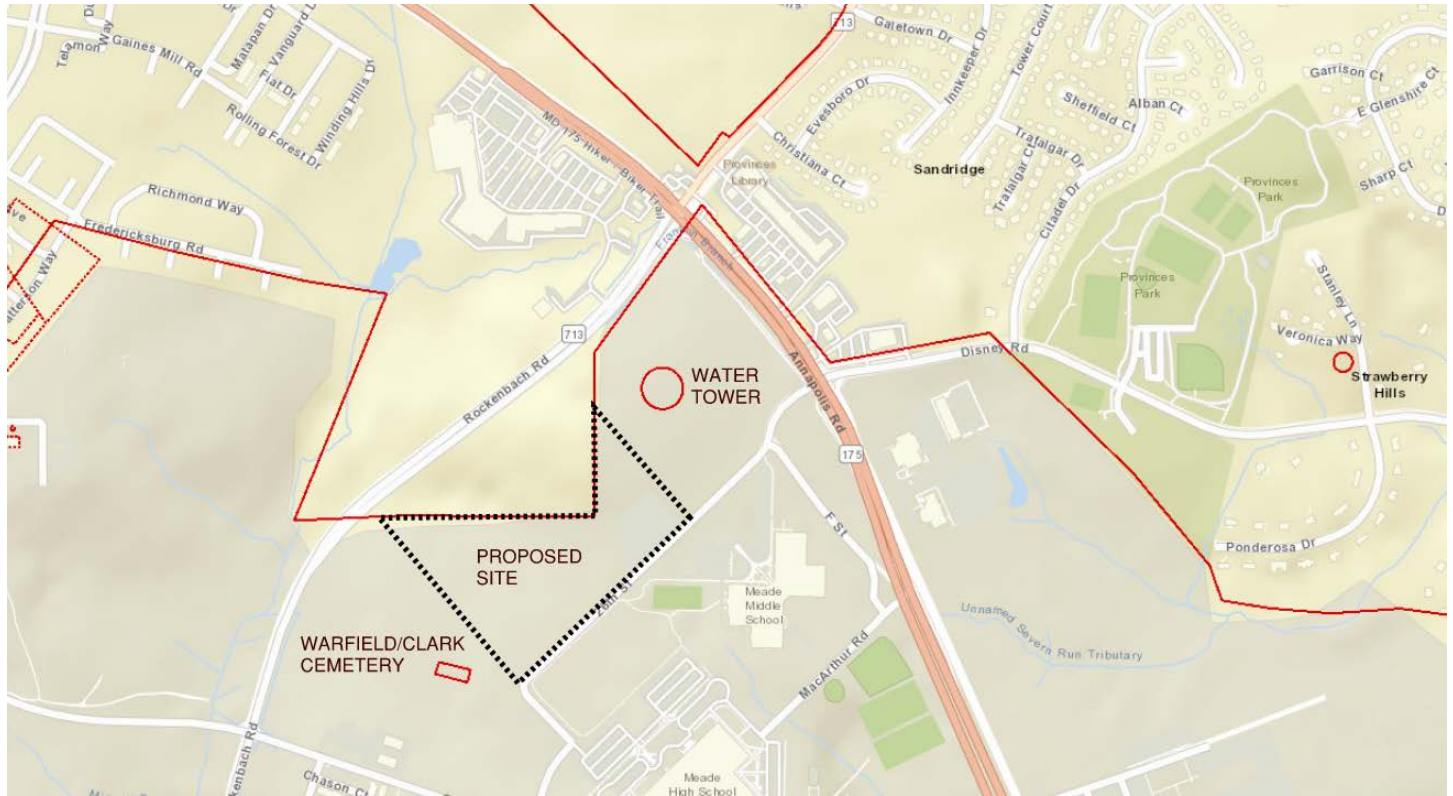 Telamon Way
Gaines Mill Rd
Matapan Dr
Vanguard Dr
Flat Dr
Winding Hills Dr
Rolling Forest Dr
Richmond Way
Fredericksburg Rd
MD 175 Hiker-Biker Trail
713
Galetown Dr
Innkeeper Dr
Tower Court
Evesboro Dr
Christiana Ct
Provinces
Library
Sandridge
Sheffield Ct
Alban Ct
Trafalgar Dr
Trafalgar Ct
Citadel Dr
Garrison Ct
E Glenshire Ct
Sharp Ct
Provinces
Park
Provinces
Park
Stanley Ln
Veronica Way
Strawberry
Hills
Ponderosa Dr
713
Rockenbach Rd
WATER
TOWER
Annapolis Rd
Disney Rd
175
F St
PROPOSED
SITE
WARFIELD/CLARK
CEMETERY
Meade
Middle
School
MacArthur Rd
Unnamed Severn Run Tributary
Chason Ct
Meade
High School